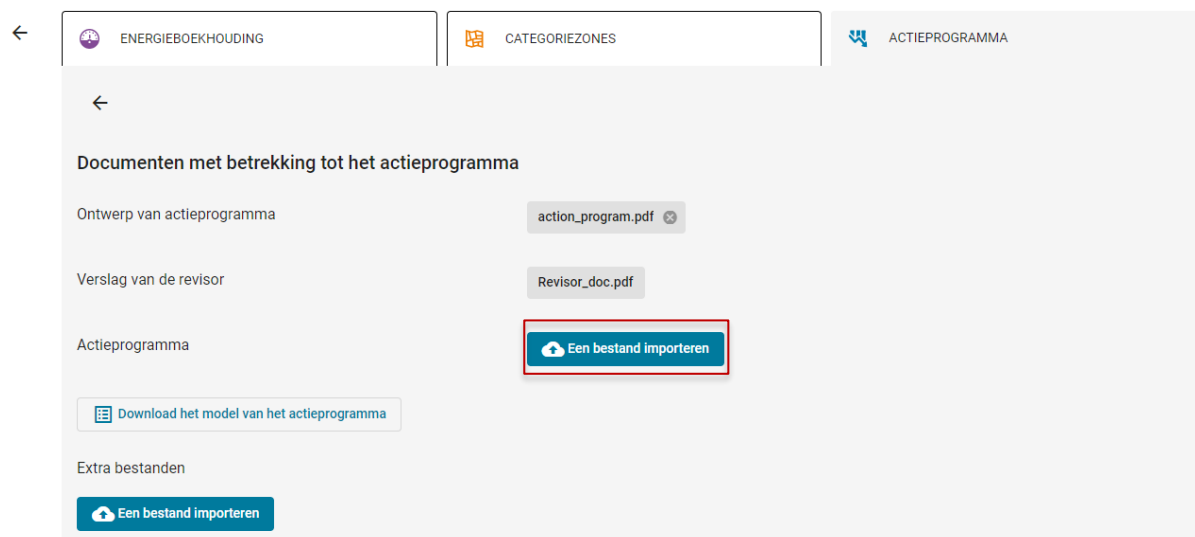 ENERGIEBOEKHOUDING
CATEGORIEZONES
ACTIEPROGRAMMA
Documenten met betrekking tot het actieprogramma
Ontwerp van actieprogramma
action_program.pdf
Verslag van de revisor
Revisor_doc.pdf
Actieprogramma
Een bestand importeren
Download het model van het actieprogramma
Extra bestanden
Een bestand importeren